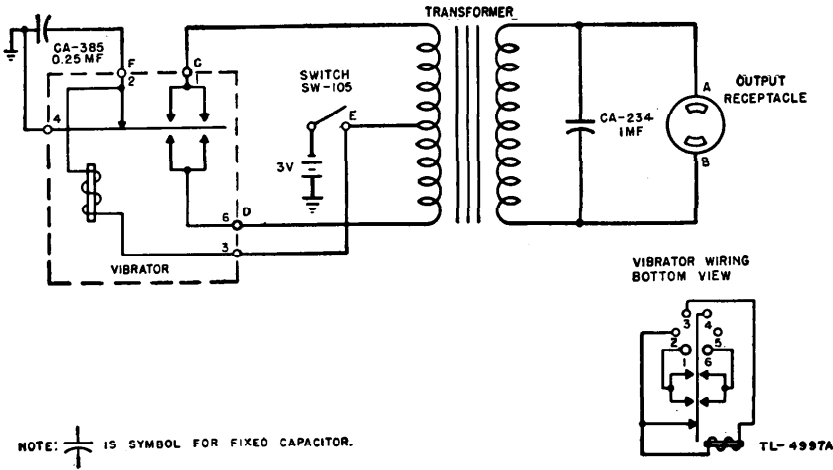 TRANSFORMER
CA-385
0.25 MF
F
2
C
1
4
SWITCH
SW-105
E
3V
CA-234
1MF
A
B
OUTPUT
RECEPTACLE
6
D
3
VIBRATOR
VIBRATOR WIRING
BOTTOM VIEW
3
4
2
5
1
6
NOTE: IS SYMBOL FOR FIXED CAPACITOR.
TL-4997A